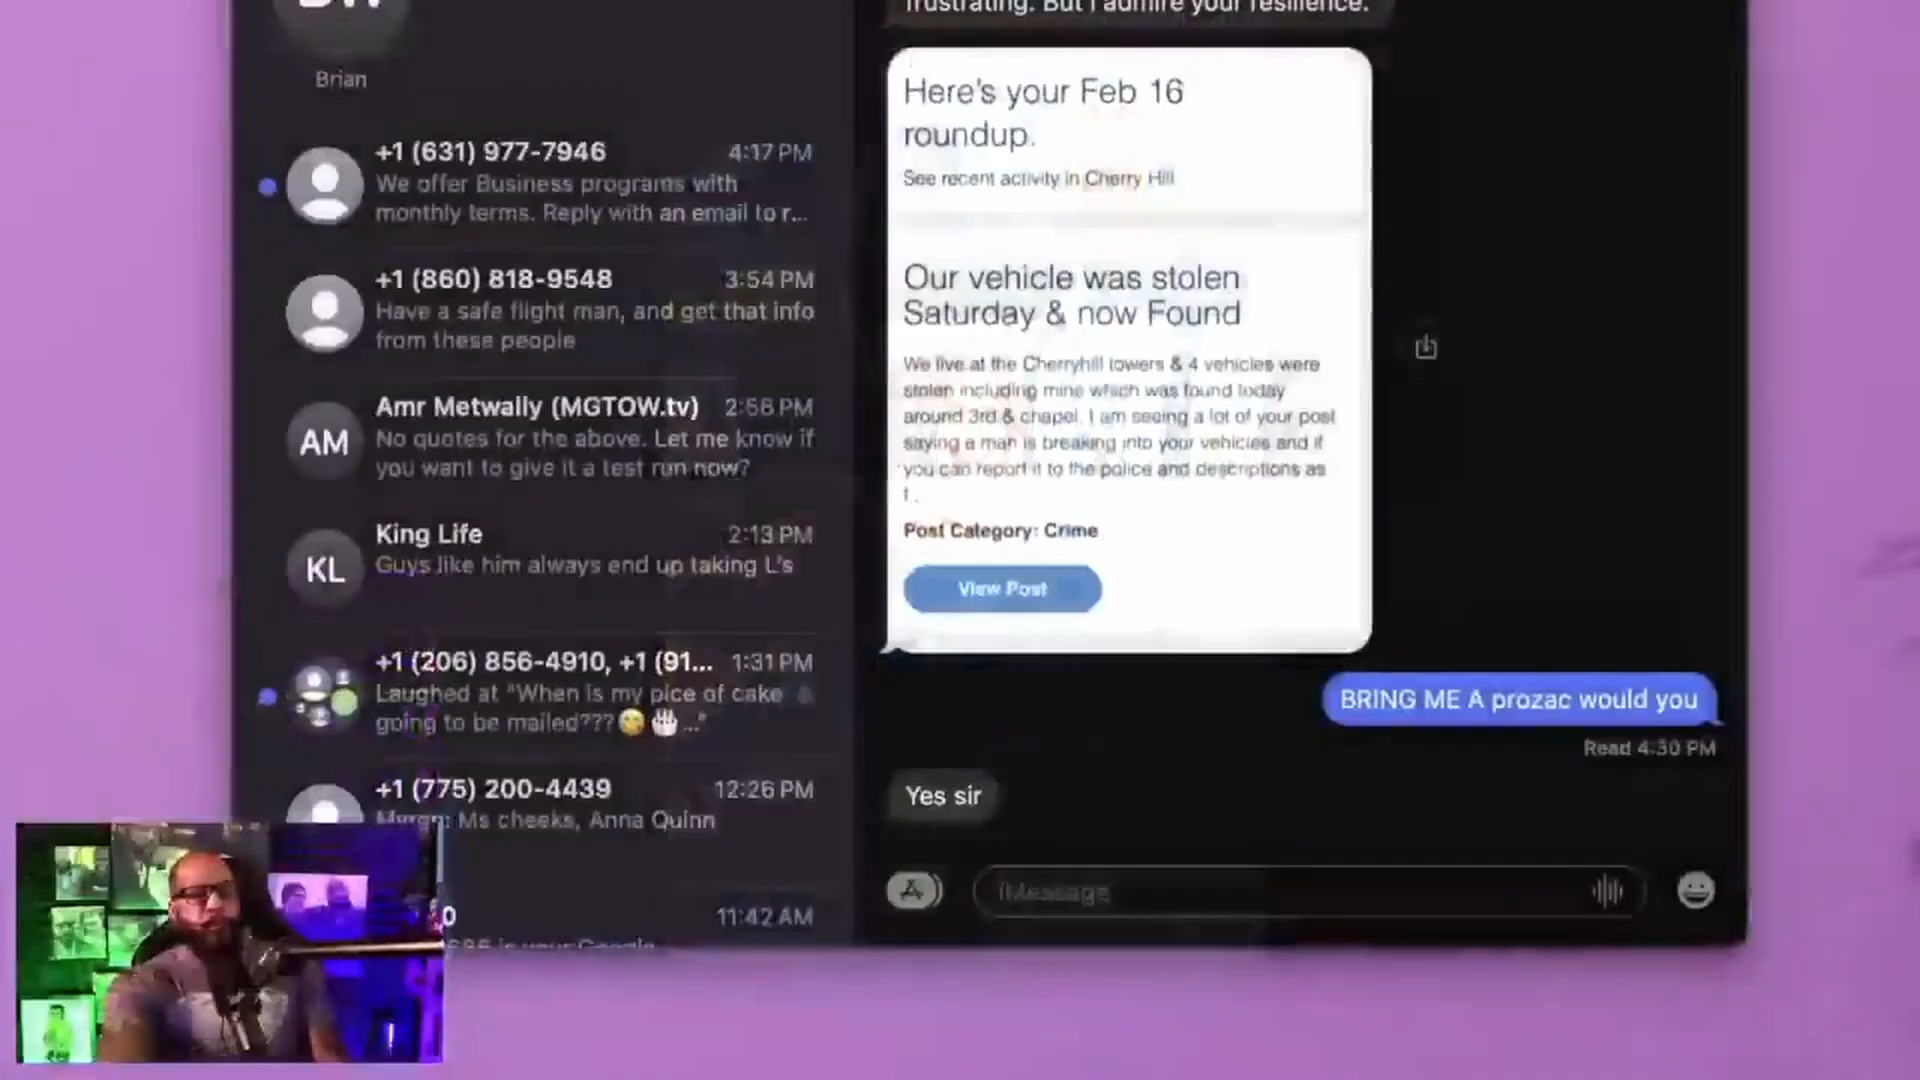 Brian
+1 (631) 977-7946 4:17 PM
We offer Business programs with
monthly terms. Reply with an email to r...
+1 (860) 818-9548 3:54 PM
Have a safe flight man, and get that info
from these people
AM
Amr Metwally (MGTOW.tv) 2:56 PM
No quotes for the above. Let me know if
you want to give it a test run now?
KL
King Life 2:13 PM
Guys like him always end up taking L's
+1 (206) 856-4910, +1 (91... 1:31 PM
Laughed at "When is my pice of cake
going to be mailed???😋🎂..."
+1 (775) 200-4439 12:26 PM
Myron: Ms cheeks, Anna Quinn
11:42 AM
is your Google
frustrating. But I admire your resilience.
Here's your Feb 16
roundup.
See recent activity in Cherry Hill
Our vehicle was stolen
Saturday & now Found
We live at the Cherryhill towers & 4 vehicles were
stolen including mine which was found today
around 3rd & chapel. I am seeing a lot of your post
saying a man is breaking into your vehicles and if
you can report it to the police and descriptions as
t...
Post Category: Crime
View Post
BRING ME A prozac would you
Read 4:30 PM
Yes sir
iMessage